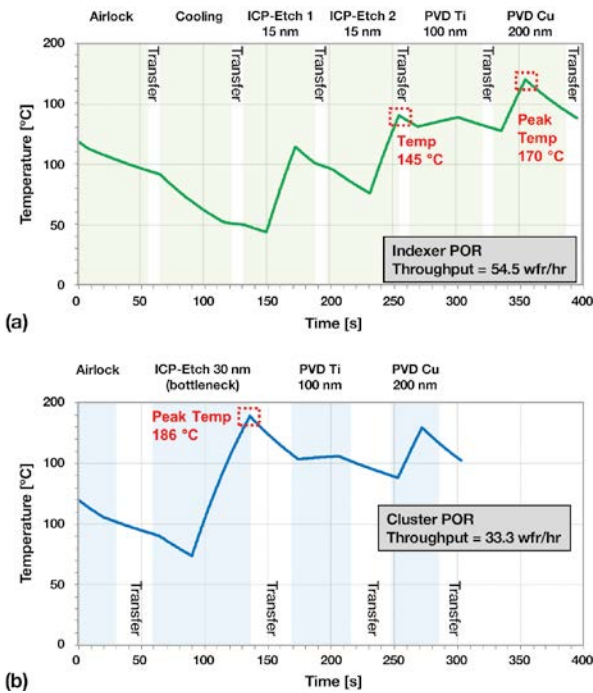 Airlock Cooling ICP-Etch 1 ICP-Etch 2 PVD Ti PVD Cu
15 nm 15 nm 100 nm 200 nm
200
100
100
50
0
Temperature [°C]
Transfer
Transfer
Transfer
Transfer
Transfer
Transfer
Temp
145 °C
Peak
Temp
170 °C
Indexer POR
Throughput = 54.5 wfr/hr
0 50 100 150 200 250 300 350 400
Time [s]
(a)
Airlock ICP-Etch 30 nm PVD Ti PVD Cu
(bottleneck) 100 nm 200 nm
200
100
100
50
0
Temperature [°C]
Peak Temp
186 °C
Cluster POR
Throughput = 33.3 wfr/hr
Transfer
Transfer
Transfer
Transfer
0 50 100 150 200 250 300 350 400
Time [s]
(b)